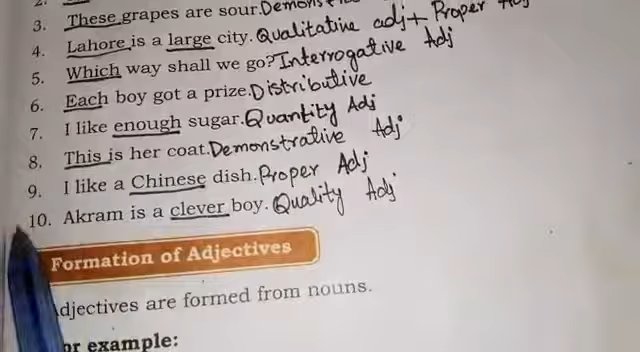 3. These grapes are sour.
4. Lahore is a large city. Qualitative adj + Proper
5. Which way shall we go? Interrogative Adj
6. Each boy got a prize. Distributive
7. I like enough sugar. Quantity Adj
8. This is her coat. Demonstrative Adj
9. I like a Chinese dish. Proper Adj
10. Akram is a clever boy. Quality Adj
Formation of Adjectives
djectives are formed from nouns.
or example: